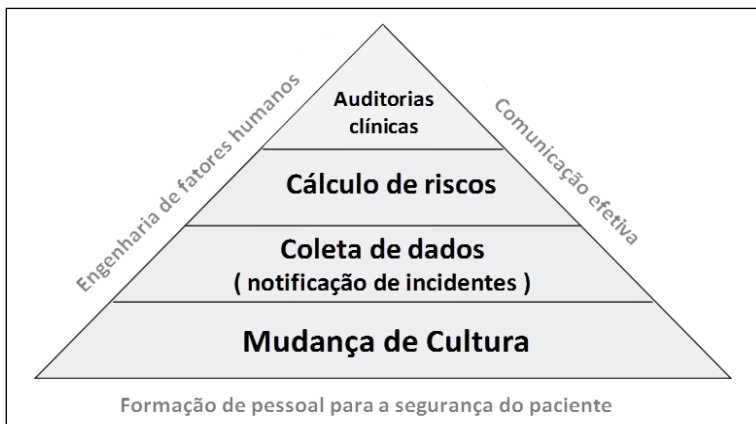 Auditorias
clínicas
Engenharia de fatores humanos
Comunicação efetiva
Cálculo de riscos
Coleta de dados
( notificação de incidentes )
Mudança de Cultura
Formação de pessoal para a segurança do paciente